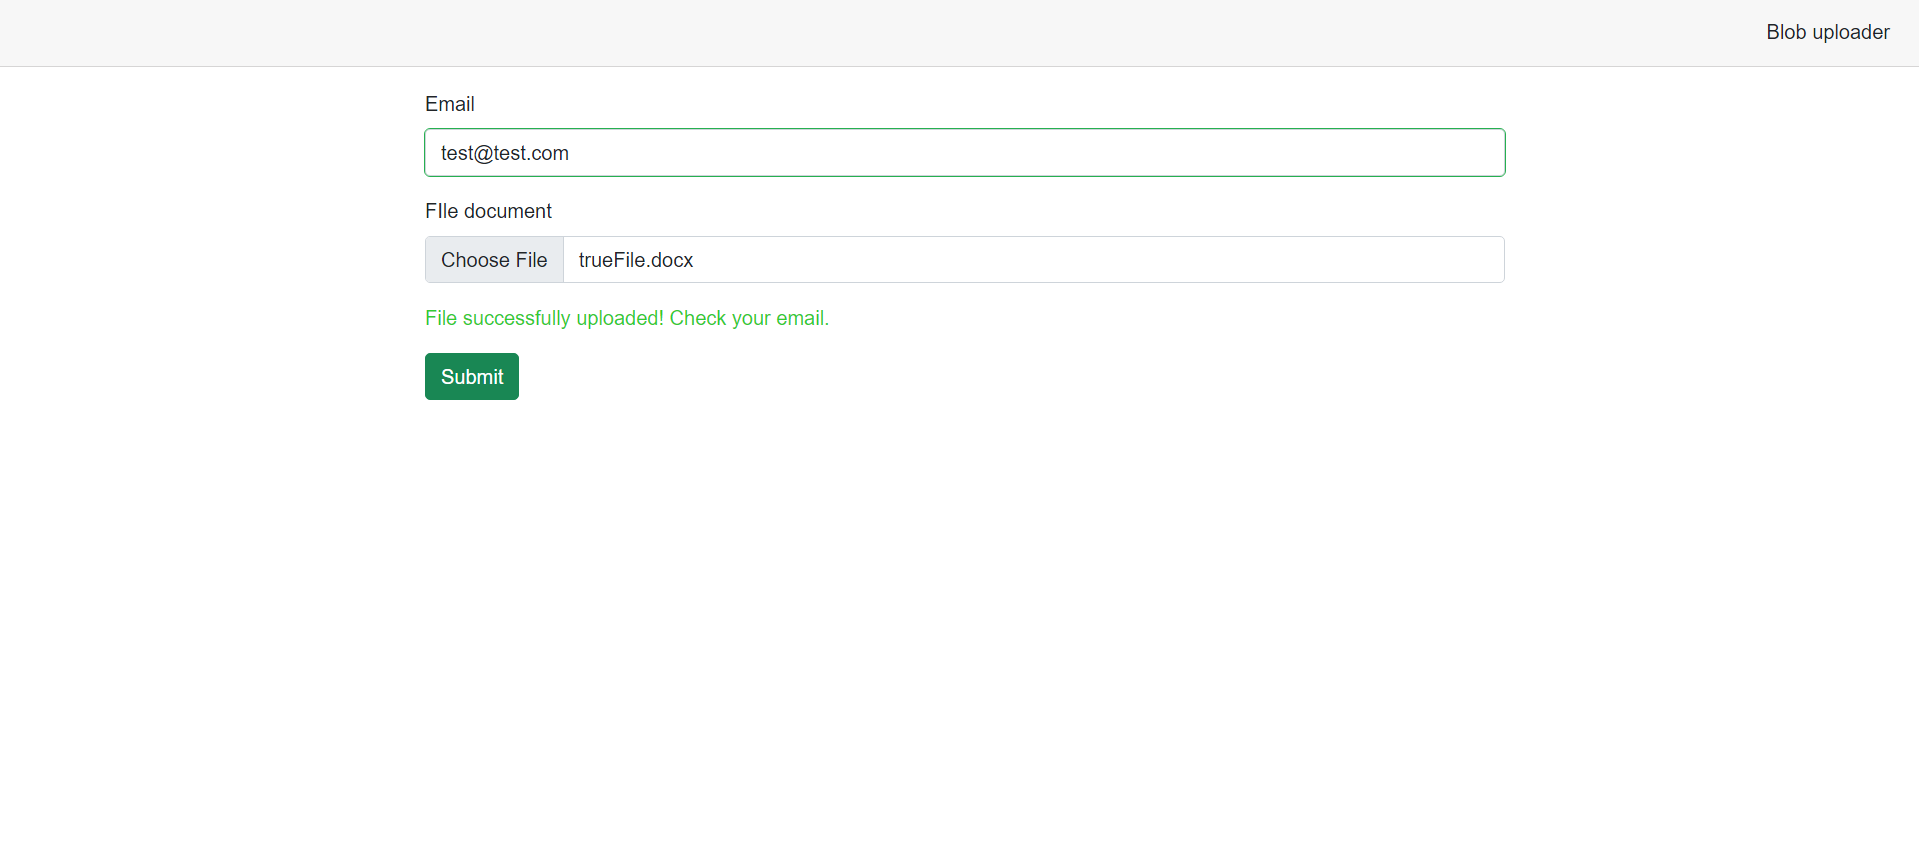 Blob uploader
Email
test@test.com
FIle document
Choose File trueFile.docx
File successfully uploaded! Check your email.
Submit